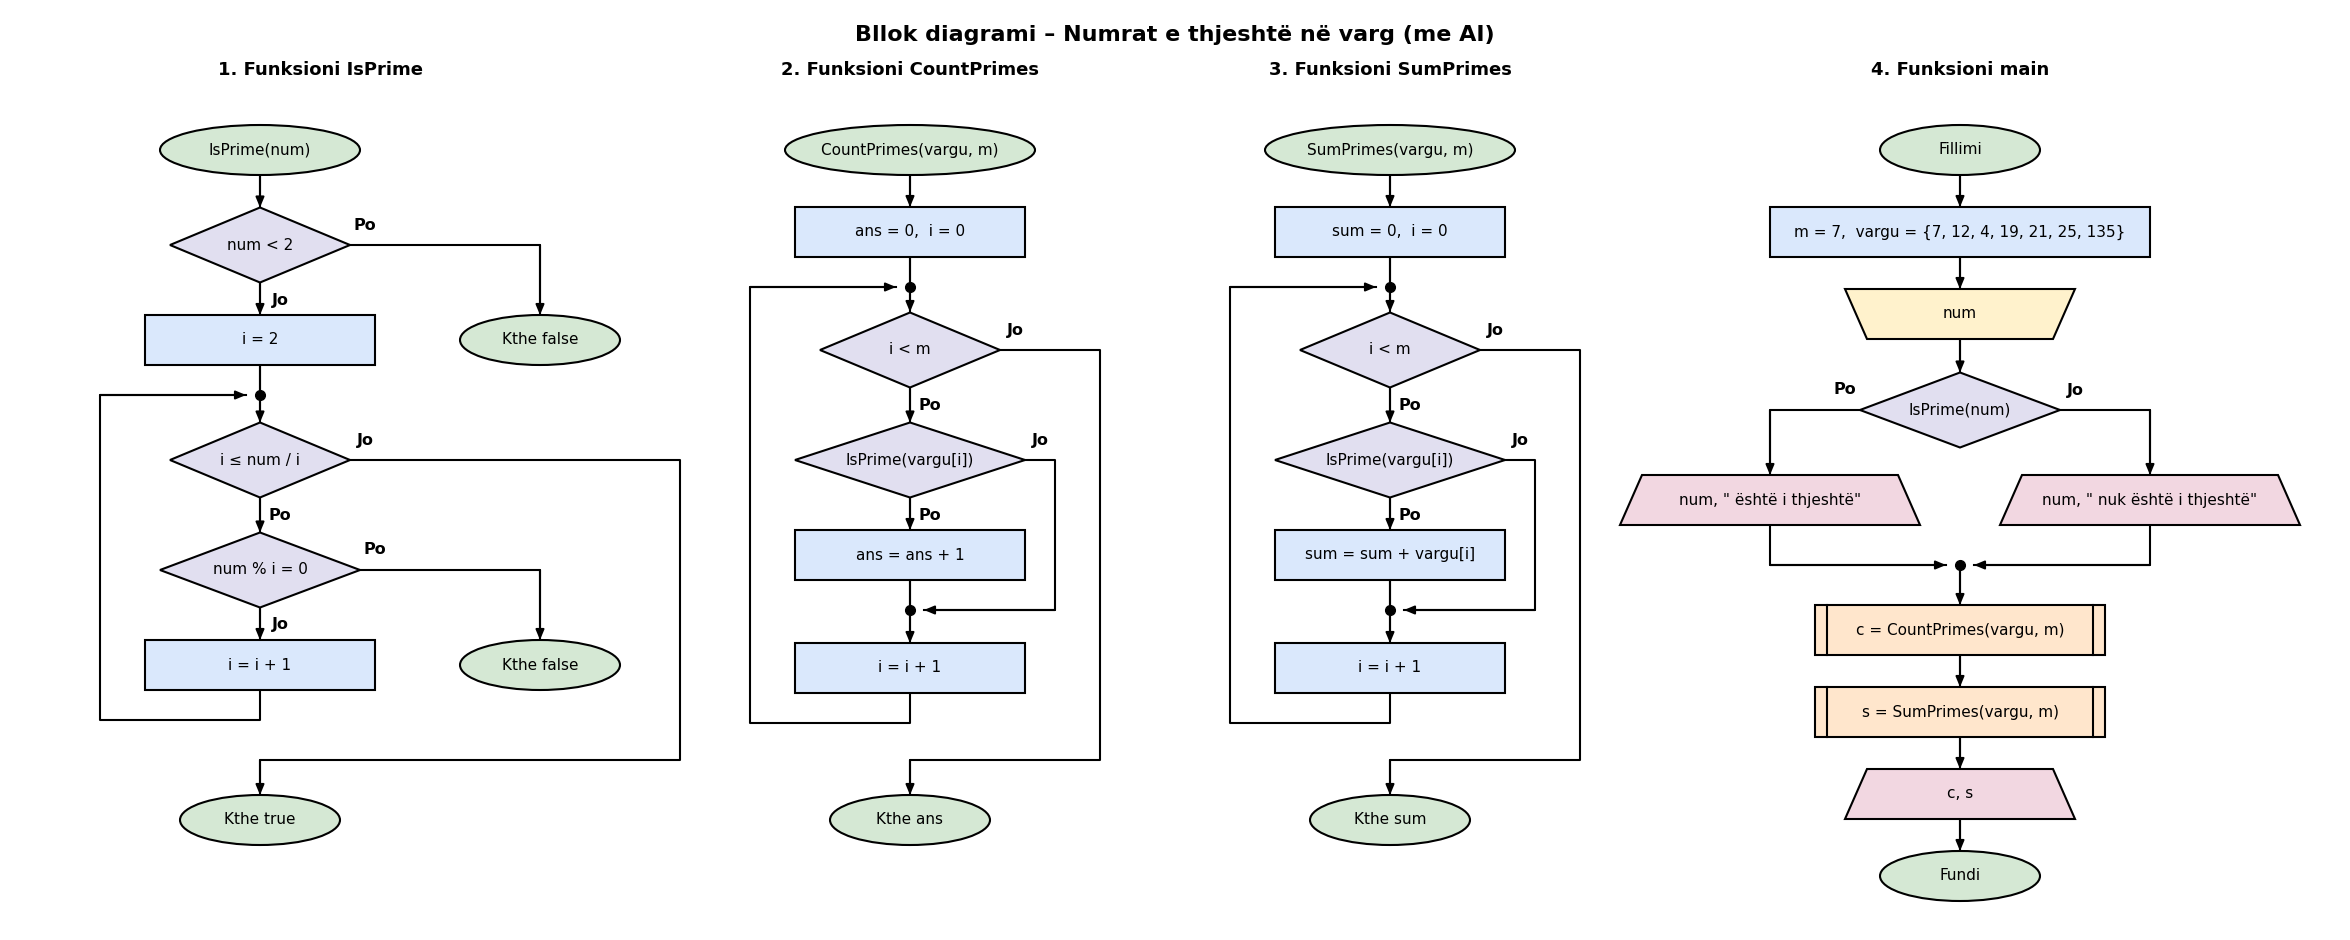 Bllok diagrami – Numrat e thjeshtë në varg (me AI)
1. Funksioni IsPrime
IsPrime(num)
num < 2
Po
Jo
i = 2
Kthe false
i ≤ num / i
Jo
Po
num % i = 0
Po
Jo
i = i + 1
Kthe false
Kthe true
2. Funksioni CountPrimes
CountPrimes(vargu, m)
ans = 0, i = 0
i < m
Jo
Po
IsPrime(vargu[i])
Jo
Po
ans = ans + 1
i = i + 1
Kthe ans
3. Funksioni SumPrimes
SumPrimes(vargu, m)
sum = 0, i = 0
i < m
Jo
Po
IsPrime(vargu[i])
Jo
Po
sum = sum + vargu[i]
i = i + 1
Kthe sum
4. Funksioni main
Fillimi
m = 7, vargu = {7, 12, 4, 19, 21, 25, 135}
num
Po
IsPrime(num)
Jo
num, " është i thjeshtë"
num, " nuk është i thjeshtë"
c = CountPrimes(vargu, m)
s = SumPrimes(vargu, m)
c, s
Fundi